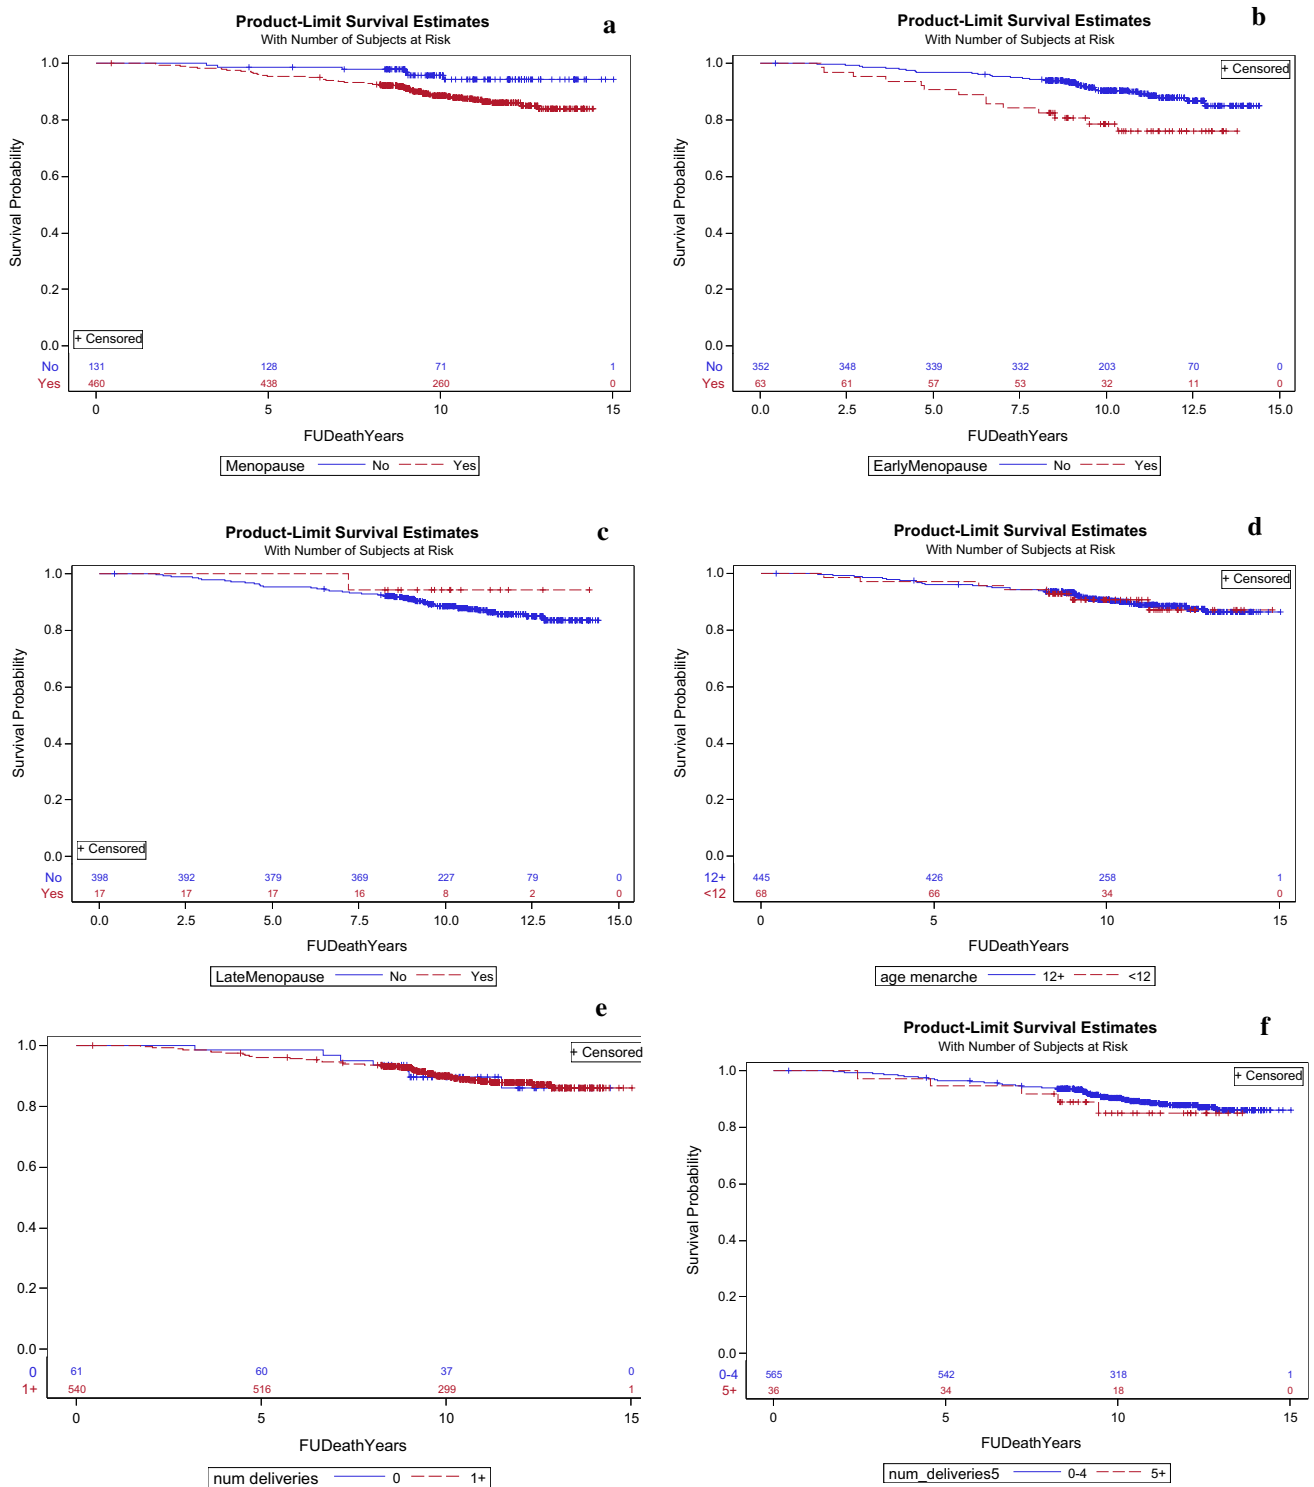 Product-Limit Survival Estimates
a
With Number of Subjects at Risk
1.0
0.8
0.6
0.4
0.2
0.0
Survival Probability
+ Censored
No 131 128 71 1
Yes 460 438 260 0
0 5 10 15
FUDeathYears
Menopause No Yes
Product-Limit Survival Estimates
b
With Number of Subjects at Risk
+ Censored
1.0
0.8
0.6
0.4
0.2
0.0
Survival Probability
No 352 348 339 332 203 70 0
Yes 63 61 57 53 32 11 0
0.0 2.5 5.0 7.5 10.0 12.5 15.0
FUDeathYears
EarlyMenopause No Yes
Product-Limit Survival Estimates
c
With Number of Subjects at Risk
1.0
0.8
0.6
0.4
0.2
0.0
Survival Probability
+ Censored
No 398 392 379 369 227 79 0
Yes 17 17 17 16 8 2 0
0.0 2.5 5.0 7.5 10.0 12.5 15.0
FUDeathYears
LateMenopause No Yes
Product-Limit Survival Estimates
d
With Number of Subjects at Risk
+ Censored
1.0
0.8
0.6
0.4
0.2
0.0
Survival Probability
12+ 445 426 258 1
<12 68 66 34 0
0 5 10 15
FUDeathYears
age menarche 12+ <12
e
+ Censored
1.0
0.8
0.6
0.4
0.2
0.0
0 61 60 37 0
1+ 540 516 299 1
0 5 10 15
FUDeathYears
num deliveries 0 1+
Product-Limit Survival Estimates
f
With Number of Subjects at Risk
+ Censored
1.0
0.8
0.6
0.4
0.2
0.0
Survival Probability
0-4 565 542 318 1
5+ 36 34 18 0
0 5 10 15
FUDeathYears
num_deliveries5 0-4 5+